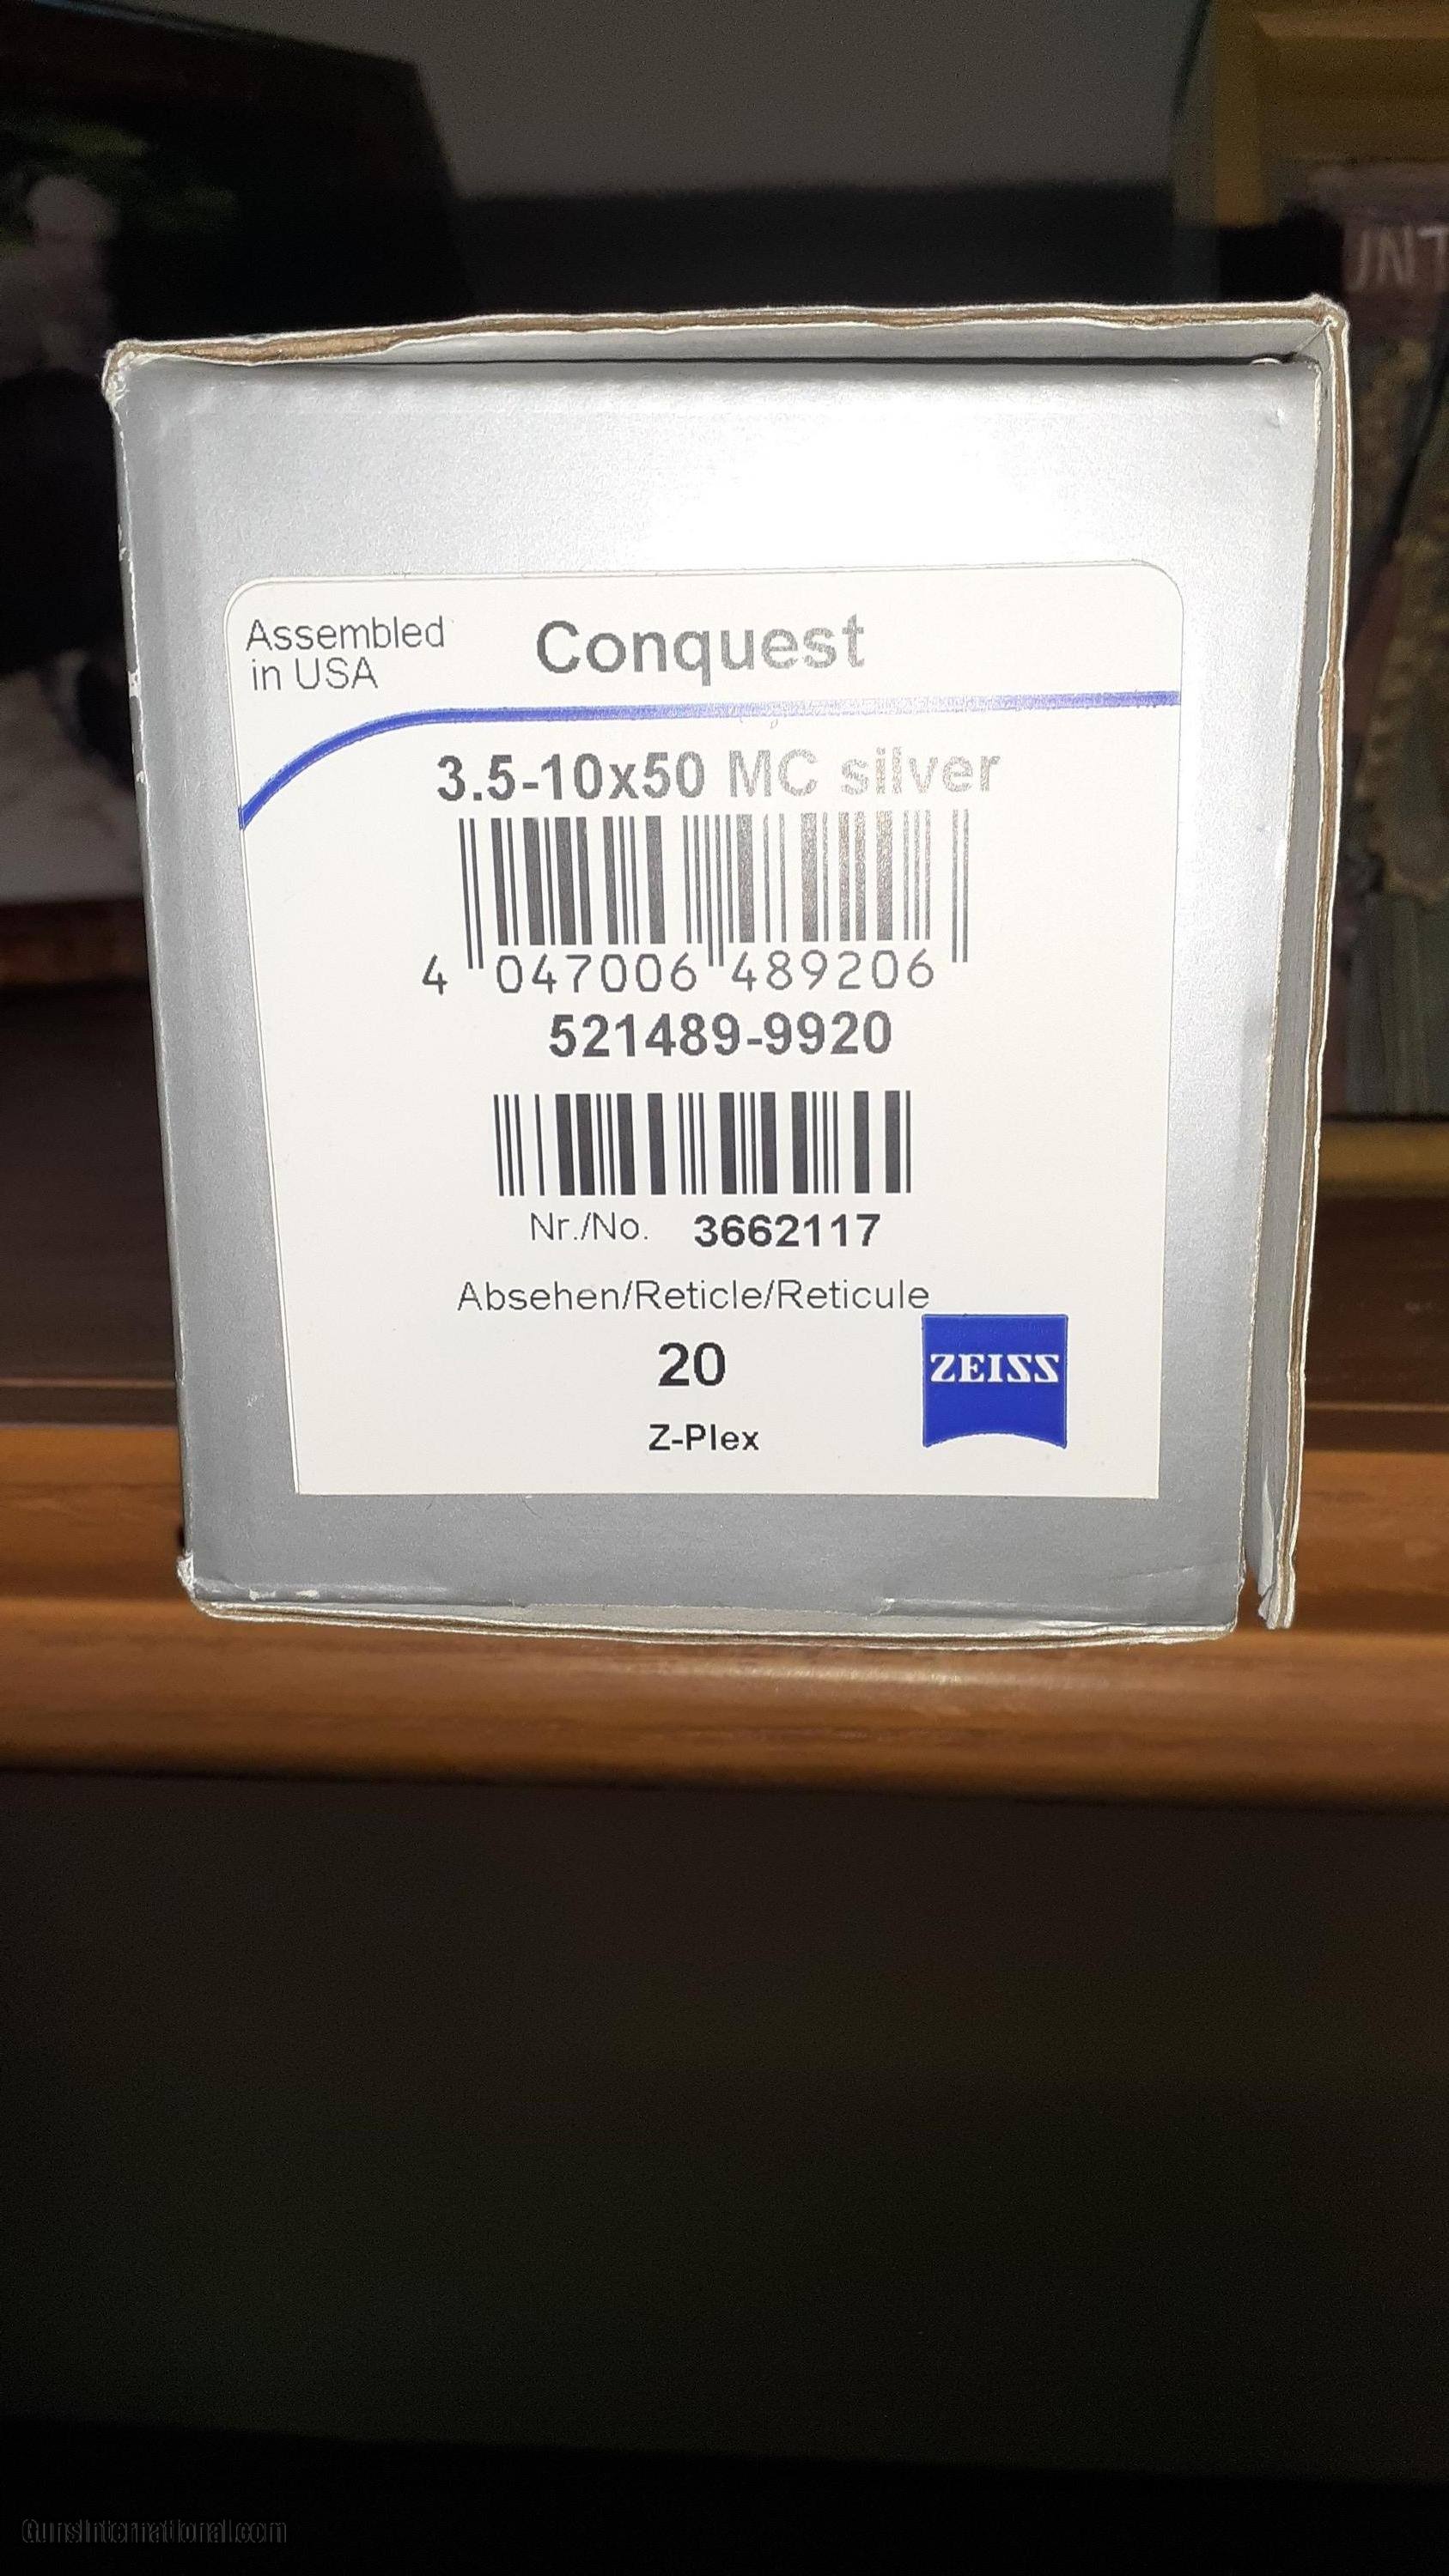 Assembled
in USA
Conquest
3.5-10x50 MC silver
4 047006 489206
521489-9920
Nr./No. 3662117
Absehen/Reticle/Reticule
20
Z-Plex
ZEISS
GunsInternational.com